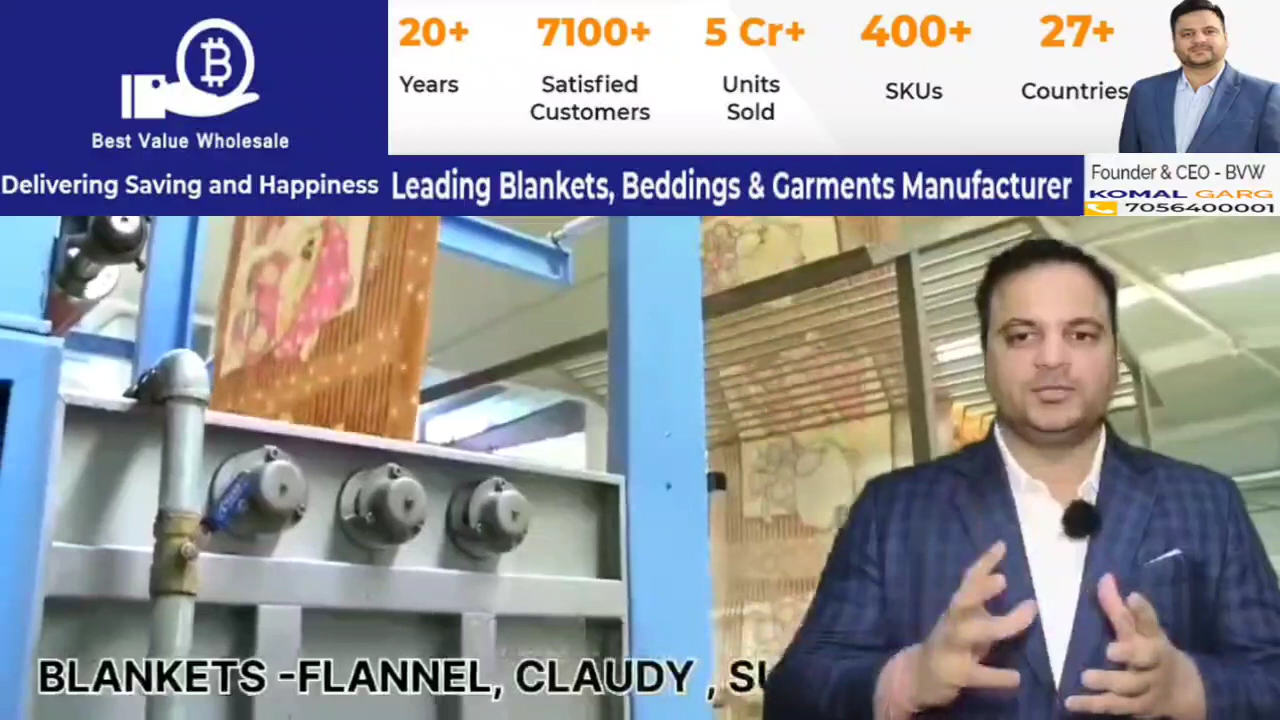 20+
7100+
5 Cr+
400+
27+
Years
Satisfied
Customers
Units
Sold
SKUs
Countries
Best Value Wholesale
Delivering Saving and Happiness
Leading Blankets, Beddings & Garments Manufacturer
Founder & CEO - BVW
KOMAL GARG
7056400001
BLANKETS -FLANNEL, CLAUDY , SU